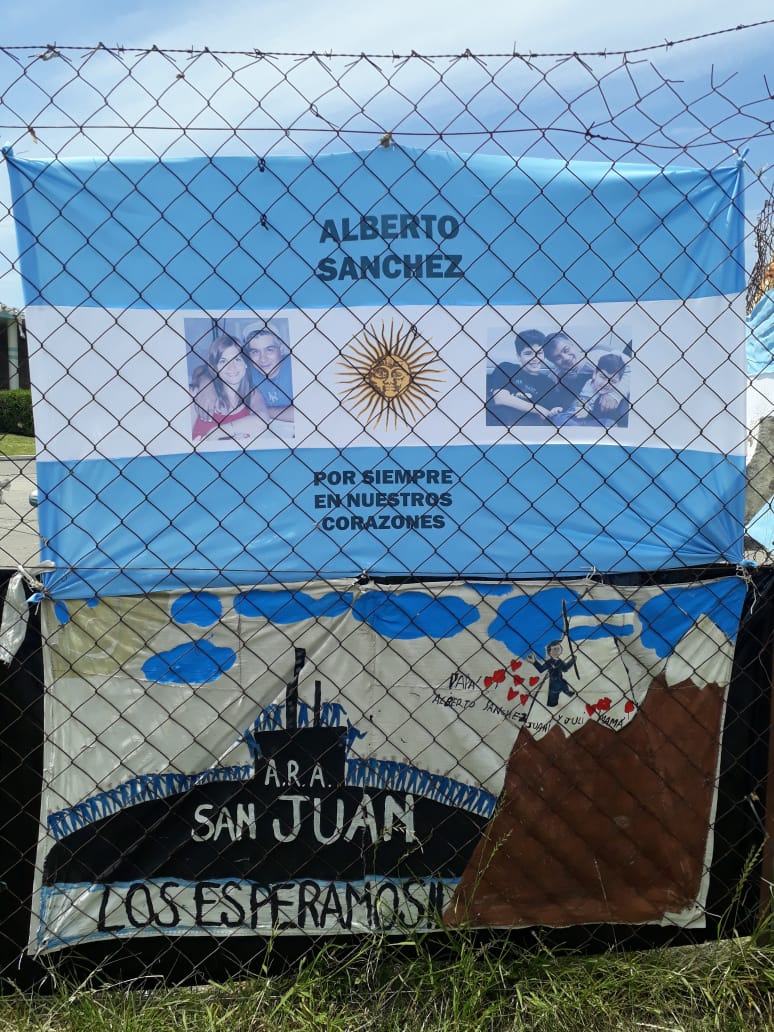 ALBERTO
SANCHEZ
POR SIEMPRE
EN NUESTROS
CORAZONES
PAPA
ALBERTO SANCHEZ
JUAN Y JULI
MAMA
A.R.A.
SAN JUAN
LOS ESPERAMOS!!